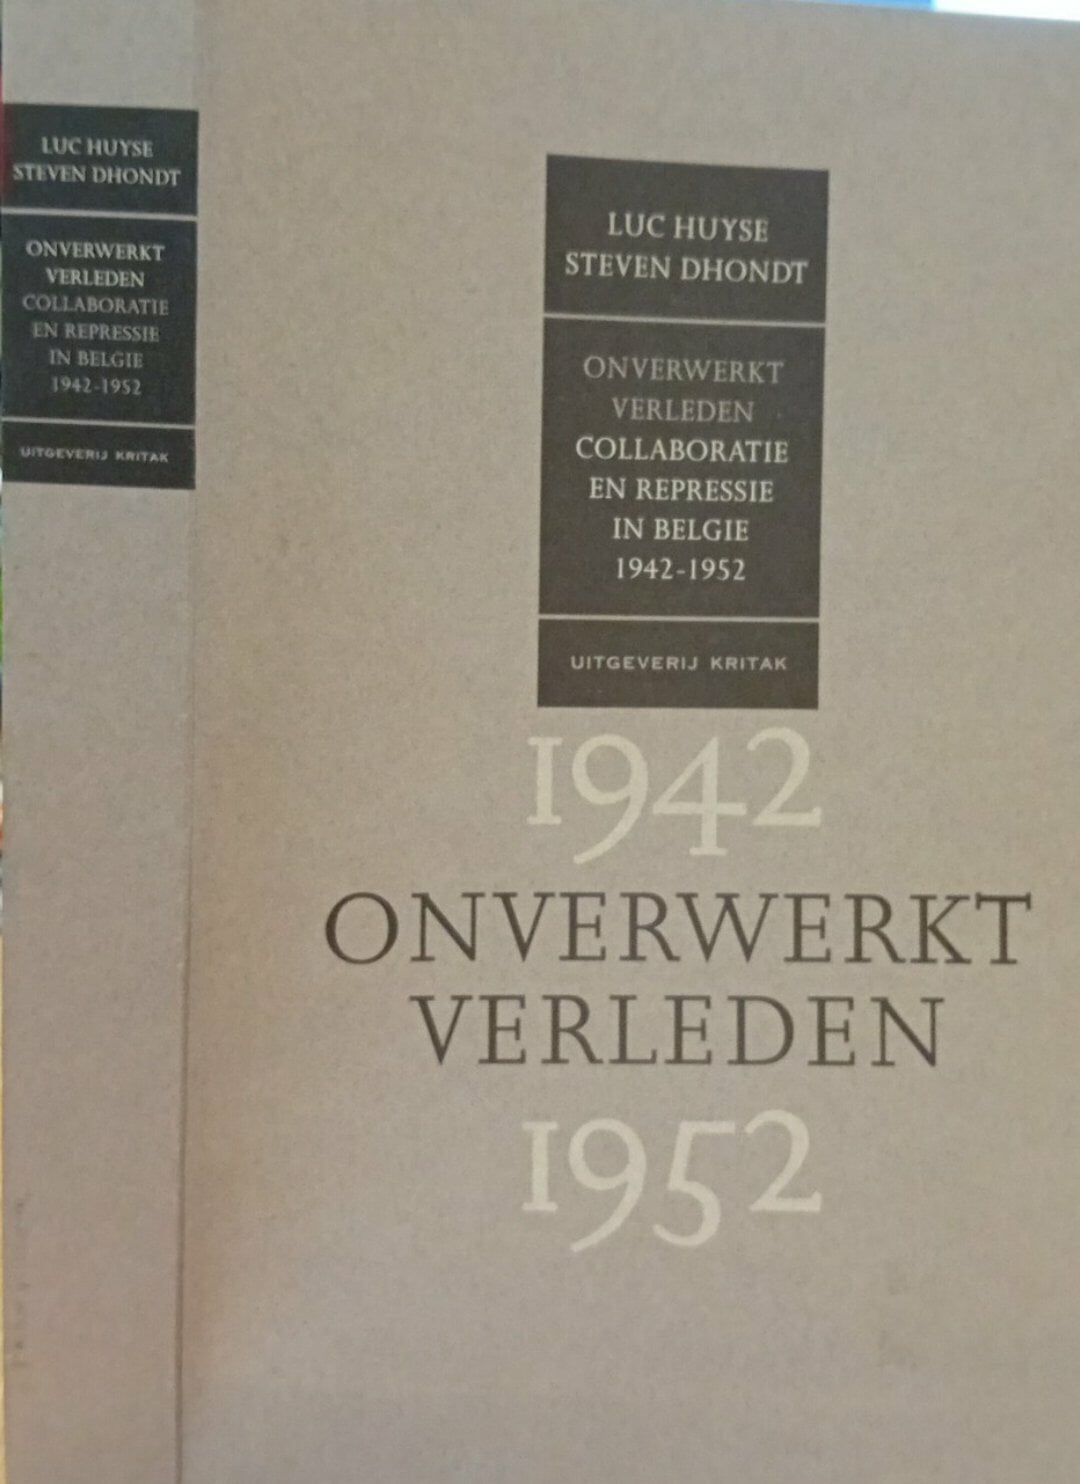 LUC HUYSE
STEVEN DHONDT
ONVERWERKT
VERLEDEN
COLLABORATIE
EN REPRESSIE
IN BELGIE
1942-1952
UITGEVERIJ KRITAK
LUC HUYSE
STEVEN DHONDT
ONVERWERKT
VERLEDEN
COLLABORATIE
EN REPRESSIE
IN BELGIE
1942-1952
UITGEVERIJ KRITAK
1942
ONVERWERKT
VERLEDEN
1952